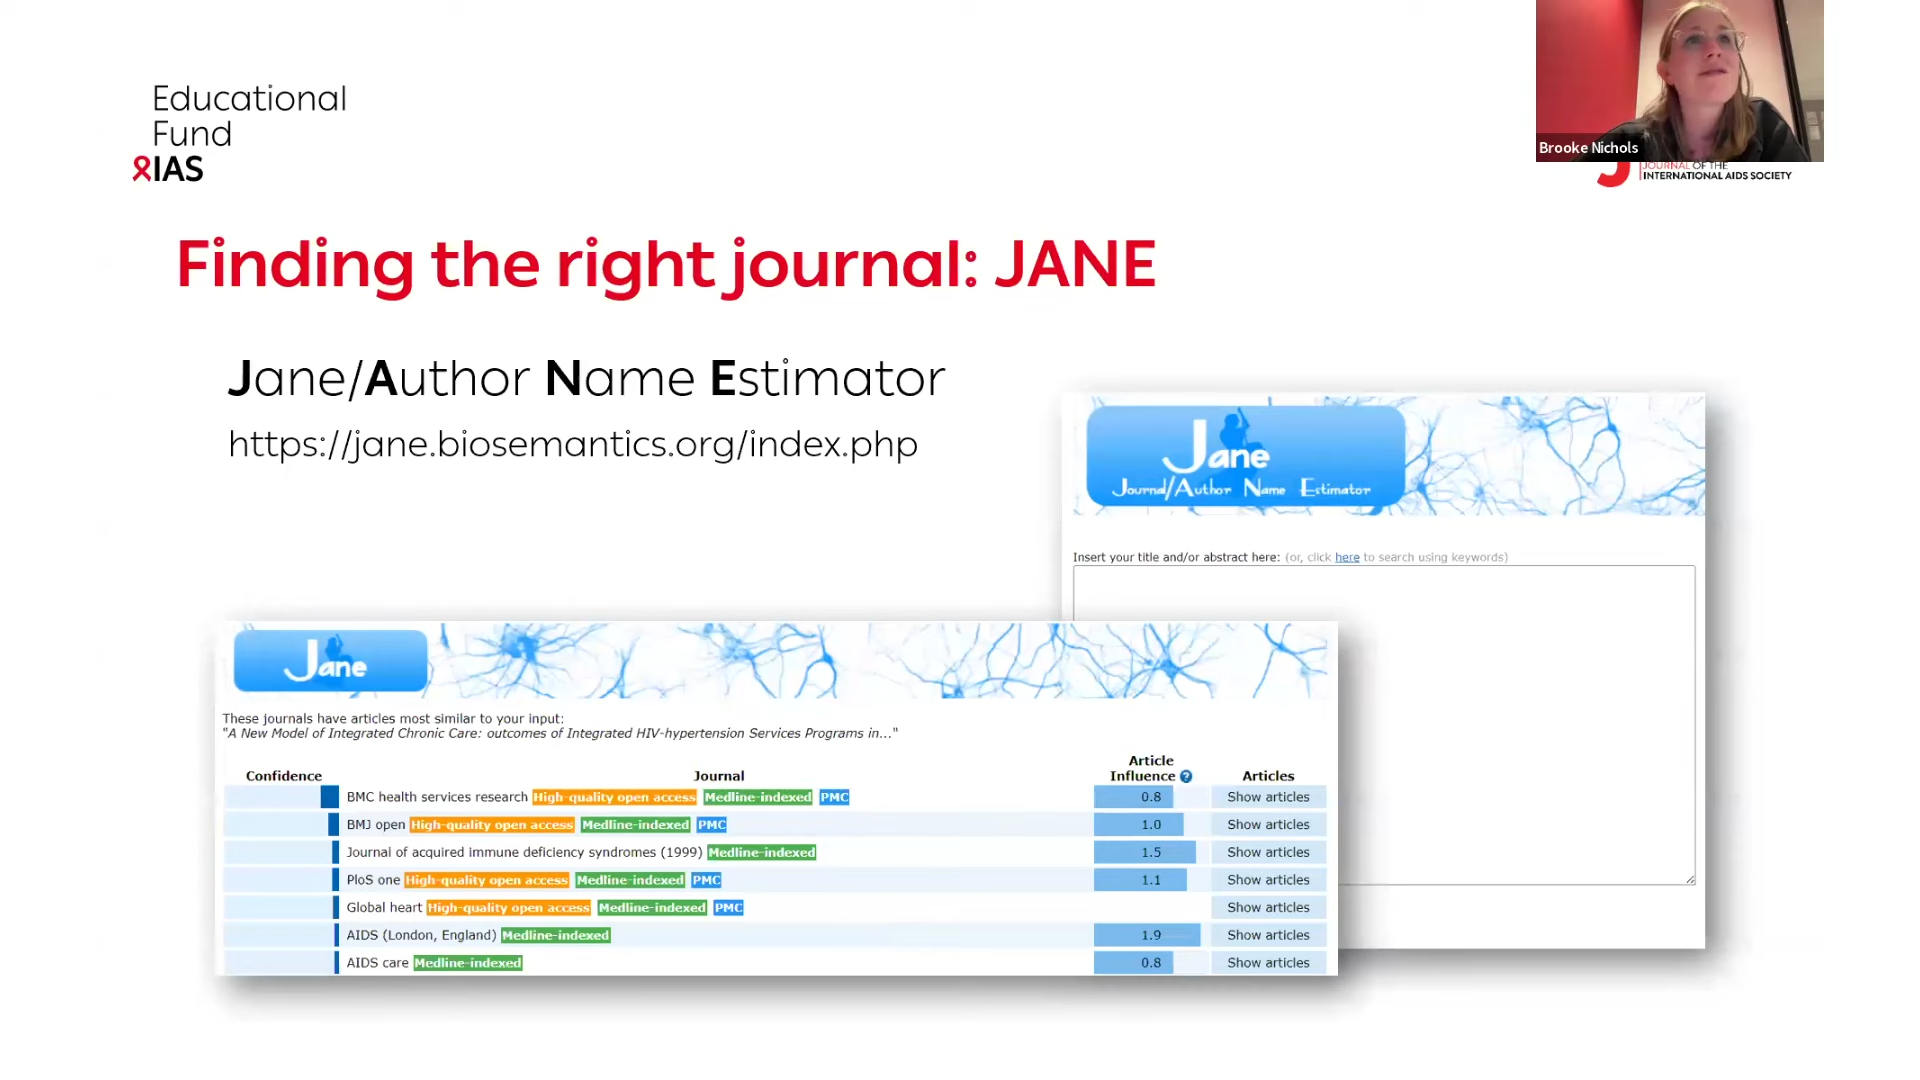 Educational
Fund
IAS
Brooke Nichols
JOURNAL OF THE
INTERNATIONAL AIDS SOCIETY
Finding the right journal: JANE
Jane/Author Name Estimator
https://jane.biosemantics.org/index.php
Jane
Journal/Author Name Estimator
Insert your title and/or abstract here: (or, click here to search using keywords)
Jane
These journals have articles most similar to your input:
"A New Model of Integrated Chronic Care: outcomes of Integrated HIV-hypertension Services Programs in..."
Confidence Journal Article Influence ? Articles
BMC health services research High-quality open access Medline-indexed PMC 0.8 Show articles
BMJ open High-quality open access Medline-indexed PMC 1.0 Show articles
Journal of acquired immune deficiency syndromes (1999) Medline-indexed 1.5 Show articles
PloS one High-quality open access Medline-indexed PMC 1.1 Show articles
Global heart High-quality open access Medline-indexed PMC Show articles
AIDS (London, England) Medline-indexed 1.9 Show articles
AIDS care Medline-indexed 0.8 Show articles